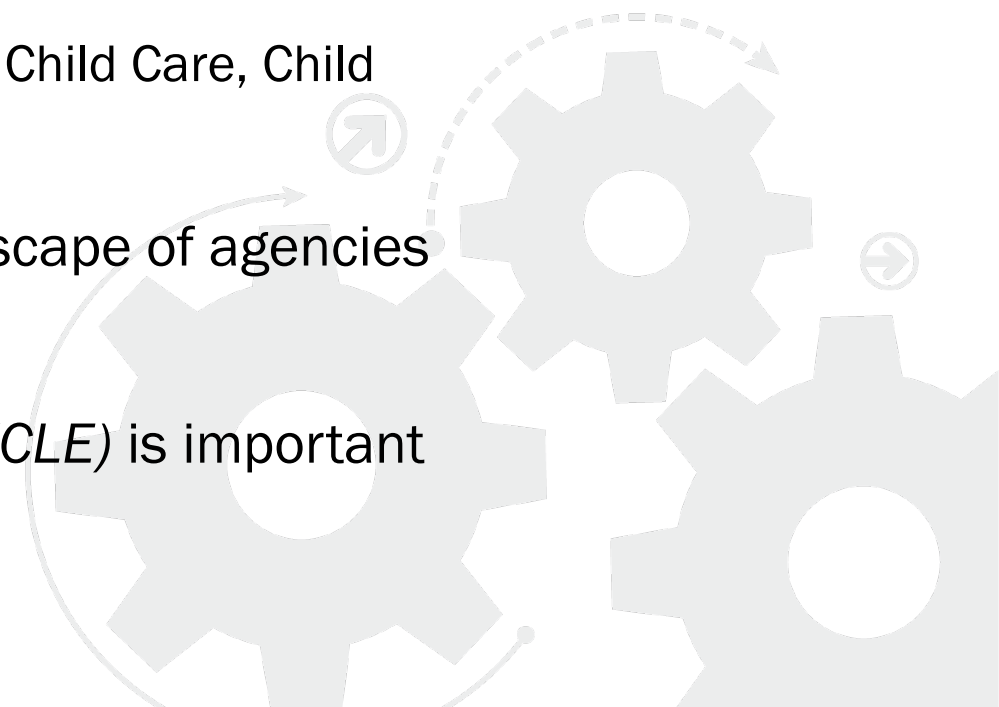 Child Care, Child
scape of agencies
CLE) is important